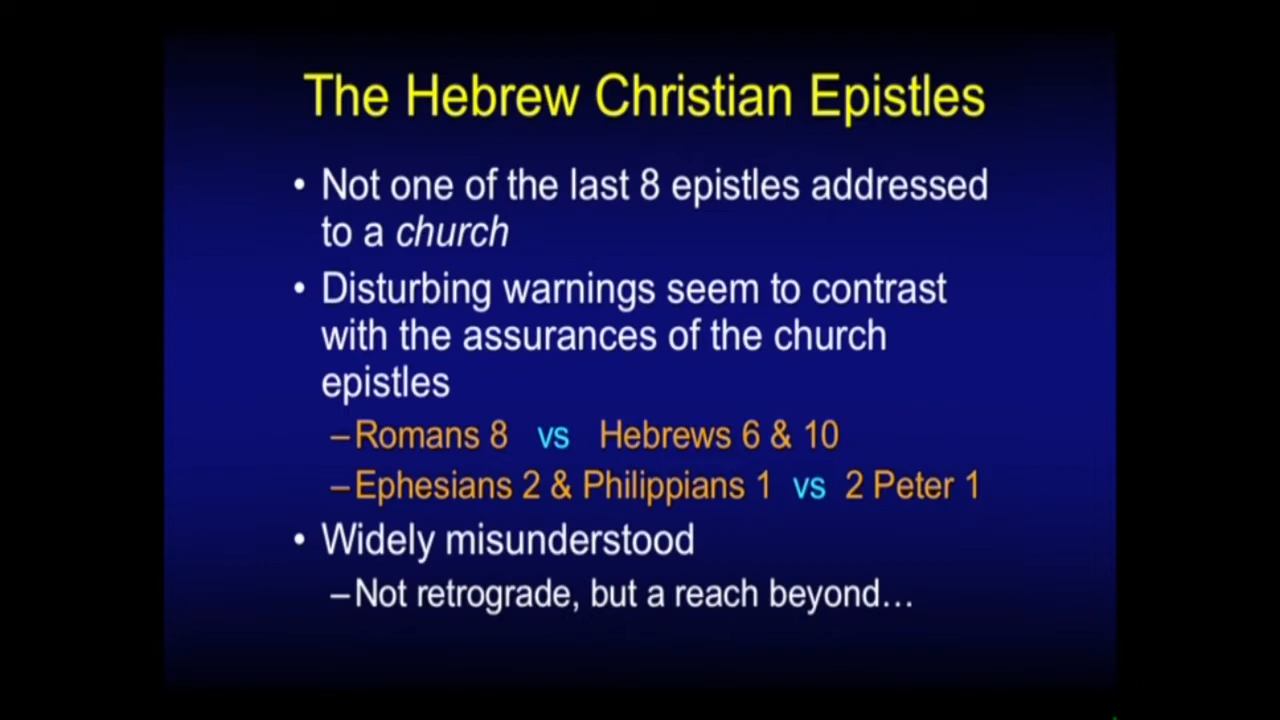 The Hebrew Christian Epistles
• Not one of the last 8 epistles addressed
to a church
• Disturbing warnings seem to contrast
with the assurances of the church
epistles
–Romans 8 vs Hebrews 6 & 10
–Ephesians 2 & Philippians 1 vs 2 Peter 1
• Widely misunderstood
–Not retrograde, but a reach beyond…